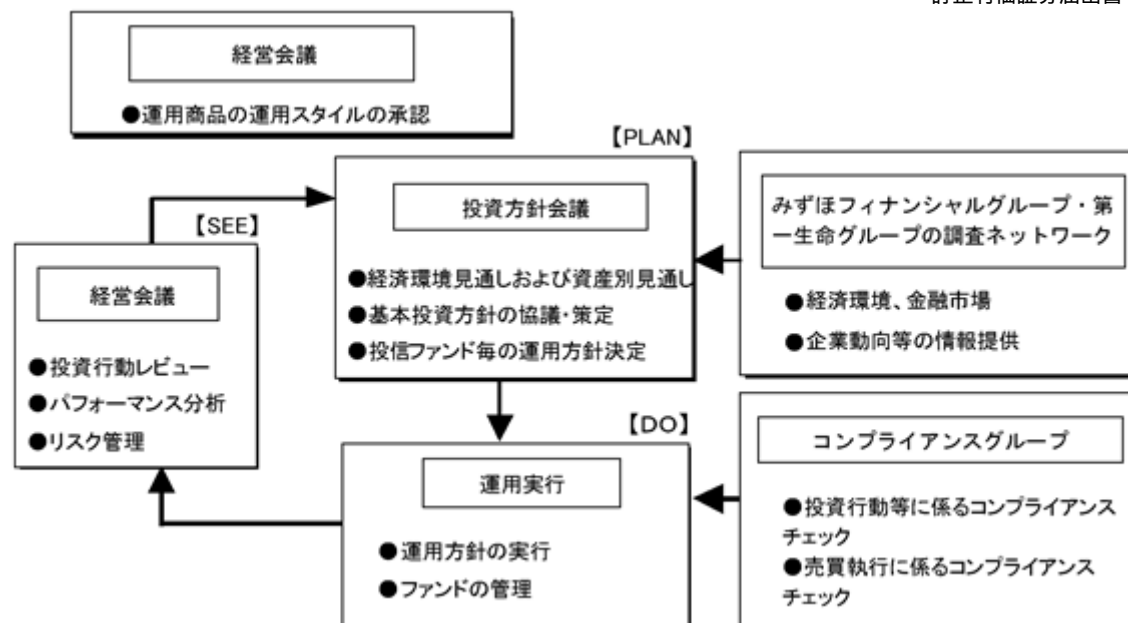 訂正有価証券届出書
経営会議
●運用商品の運用スタイルの承認
【PLAN】
投資方針会議
●経済環境見通しおよび資産別見通し
●基本投資方針の協議・策定
●投信ファンド毎の運用方針決定
みずほフィナンシャルグループ・第
一生命グループの調査ネットワーク
●経済環境、金融市場
●企業動向等の情報提供
【SEE】
経営会議
●投資行動レビュー
●パフォーマンス分析
●リスク管理
【DO】
運用実行
●運用方針の実行
●ファンドの管理
コンプライアンスグループ
●投資行動等に係るコンプライアンス
チェック
●売買執行に係るコンプライアンス
チェック